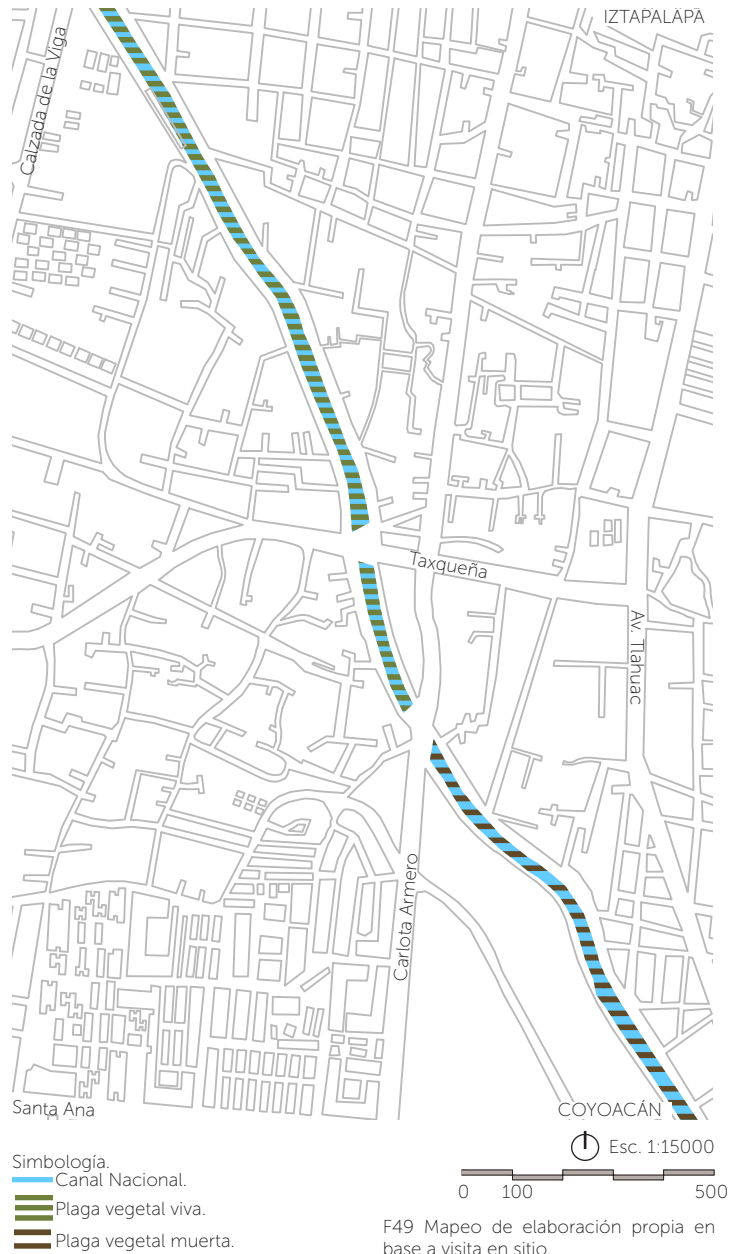 IZTAPALAPA
Calzada de la Viga
Taxqueña
Av. Tlahuac
Carlota Armero
Santa Ana
COYOACÁN
Esc. 1:15000
Simbología.
Canal Nacional.
Plaga vegetal viva.
Plaga vegetal muerta.
0 100 500
F49 Mapeo de elaboración propia en
base a visita en sitio.